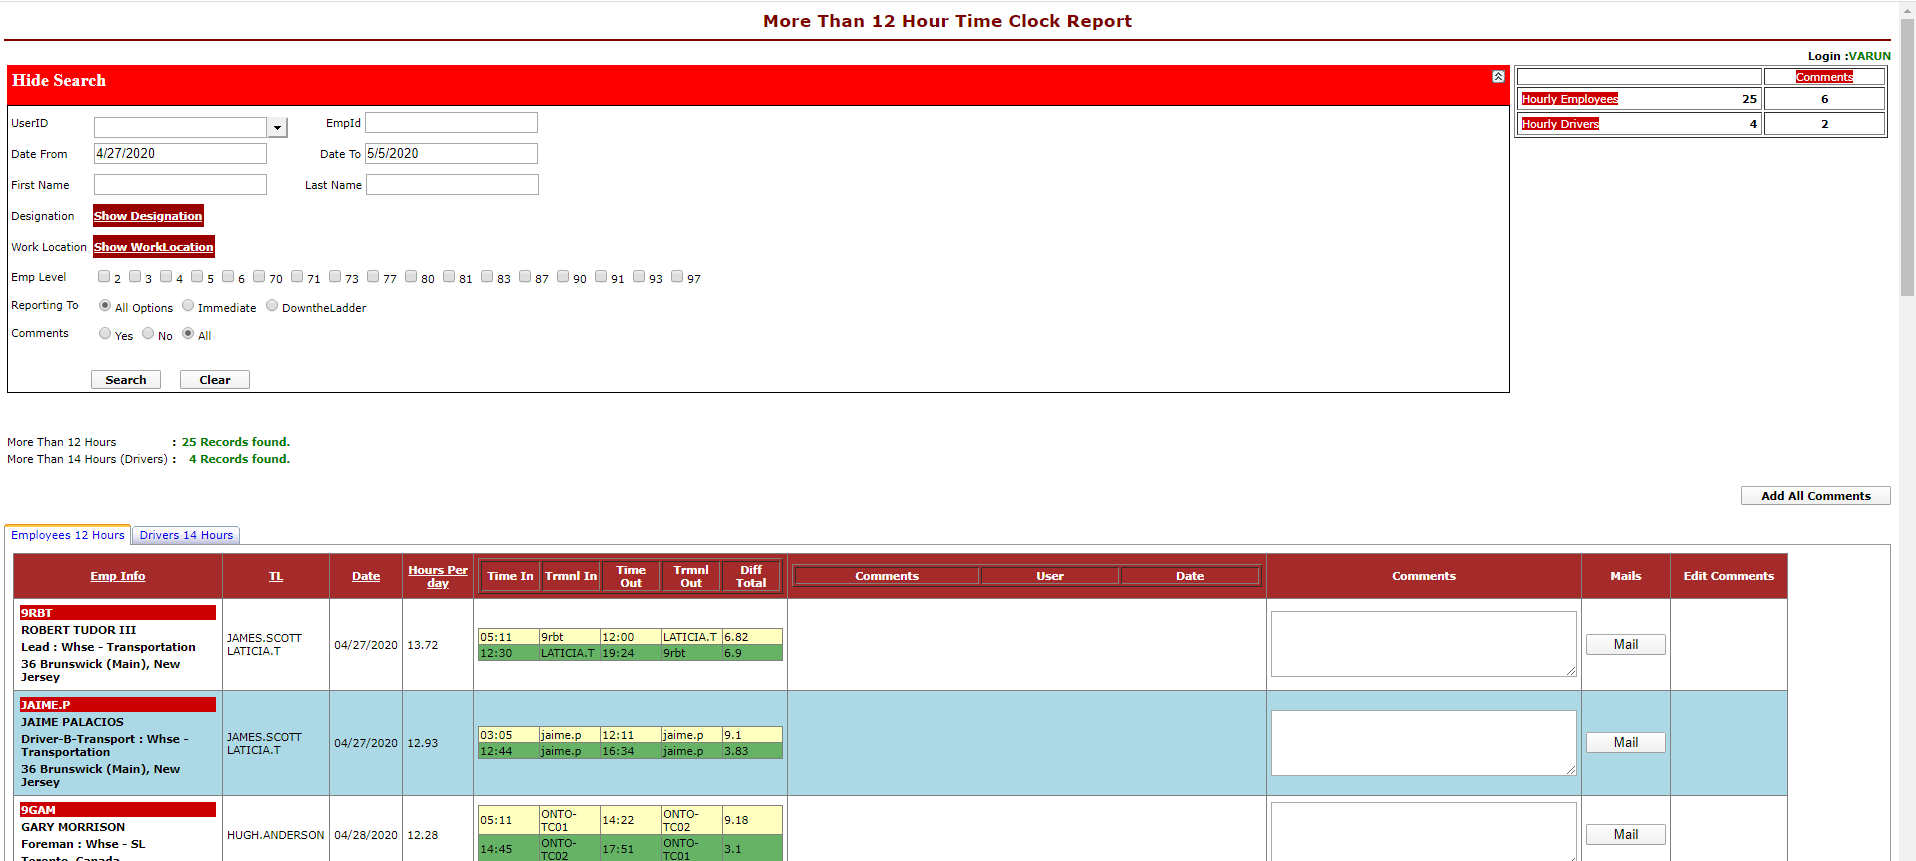 More Than 12 Hour Time Clock Report
Login :VARUN
Hide Search
Comments
Hourly Employees 25 6
Hourly Drivers 4 2
UserID EmpId
Date From 4/27/2020 Date To 5/5/2020
First Name Last Name
Designation Show Designation
Work Location Show WorkLocation
Emp Level 2 3 4 5 6 70 71 73 77 80 81 83 87 90 91 93 97
Reporting To All Options Immediate DowntheLadder
Comments Yes No All
Search Clear
More Than 12 Hours : 25 Records found.
More Than 14 Hours (Drivers) : 4 Records found.
Add All Comments
Employees 12 Hours Drivers 14 Hours
Emp Info TL Date Hours Per day Time In Trmnl In Time Out Trmnl Out Diff Total Comments User Date Comments Mails Edit Comments
9RBT
ROBERT TUDOR III
Lead : Whse - Transportation
36 Brunswick (Main), New
Jersey
JAMES.SCOTT
LATICIA.T
04/27/2020 13.72
05:11 9rbt 12:00 LATICIA.T 6.82
12:30 LATICIA.T 19:24 9rbt 6.9
Mail
JAIME.P
JAIME PALACIOS
Driver-B-Transport : Whse -
Transportation
36 Brunswick (Main), New
Jersey
JAMES.SCOTT
LATICIA.T
04/27/2020 12.93
03:05 jaime.p 12:11 jaime.p 9.1
12:44 jaime.p 16:34 jaime.p 3.83
Mail
9GAM
GARY MORRISON
Foreman : Whse - SL
Toronto, Canada
HUGH.ANDERSON 04/28/2020 12.28
05:11 ONTO-TC01 14:22 ONTO-TC02 9.18
14:45 ONTO-TC02 17:51 ONTO-TC01 3.1
Mail